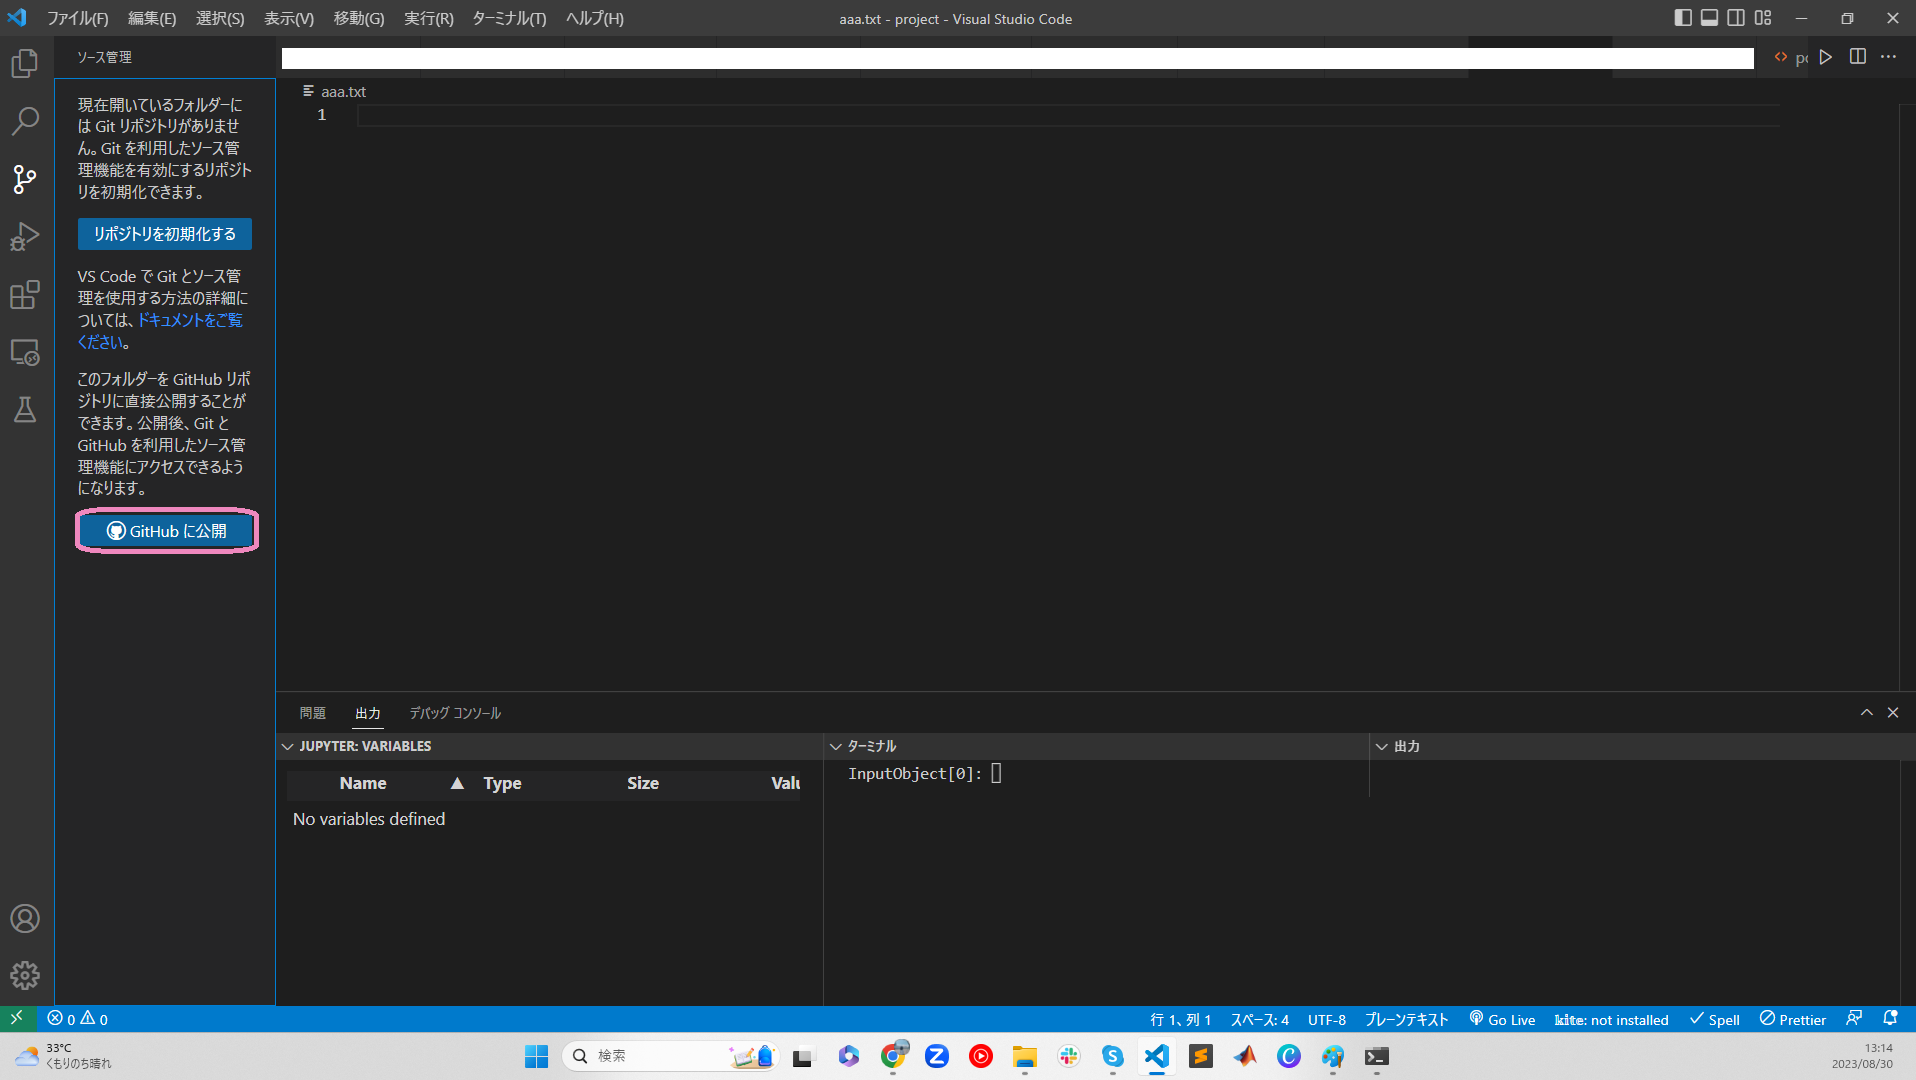 ファイル(F) 編集(E) 選択(S) 表示(V) 移動(G) 実行(R) ターミナル(T) ヘルプ(H) aaa.txt - project - Visual Studio Code
ソース管理
aaa.txt
1
現在開いているフォルダーに
は Git リポジトリがありませ
ん。Git を利用したソース管
理機能を有効にするリポジト
リを初期化できます。
リポジトリを初期化する
VS Code で Git とソース管
理を使用する方法の詳細に
ついては、ドキュメントをご覧
ください。
このフォルダーを GitHub リポ
ジトリに直接公開することが
できます。公開後、Git と
GitHub を利用したソース管
理機能にアクセスできるよう
になります。
GitHub に公開
問題 出力 デバッグ コンソール
JUPYTER: VARIABLES ターミナル 出力
Name Type Size Valu
InputObject[0]:
No variables defined
0 0 行 1、列 1 スペース: 4 UTF-8 プレーンテキスト Go Live kite: not installed Spell Prettier
33°C
くもりのち晴れ
検索
13:14
2023/08/30